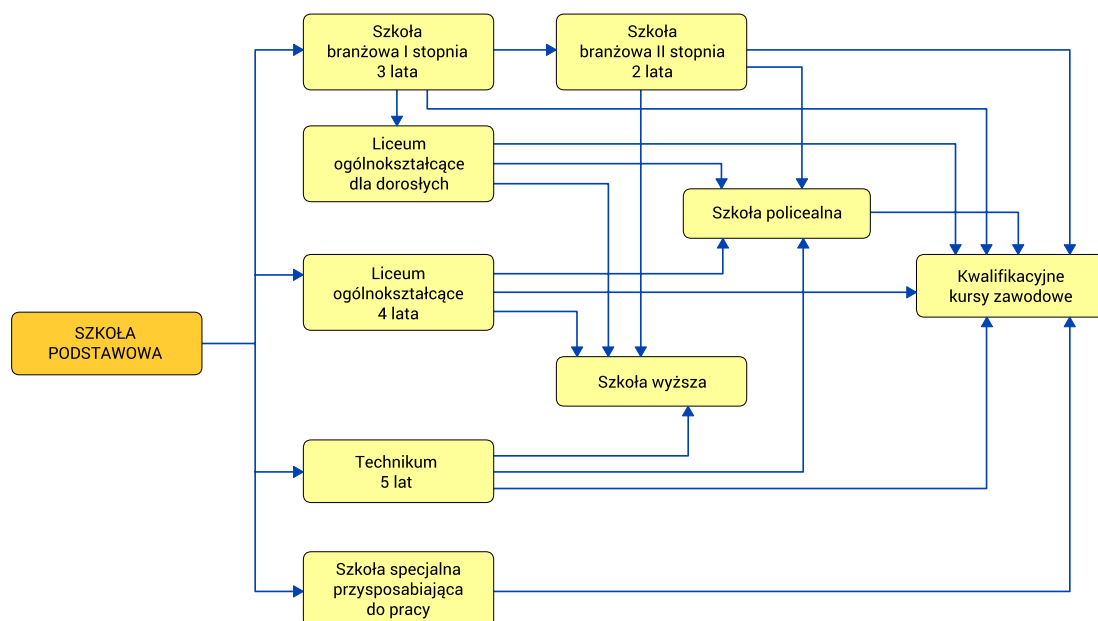 Szkoła
branżowa I stopnia
3 lata
Szkoła
branżowa II stopnia
2 lata
Liceum
ogólnokształcące
dla dorosłych
Szkoła policealna
Liceum
ogólnokształcące
4 lata
Kwalifikacyjne
kursy zawodowe
SZKOŁA
PODSTAWOWA
Szkoła wyższa
Technikum
5 lat
Szkoła specjalna
przysposabiająca
do pracy